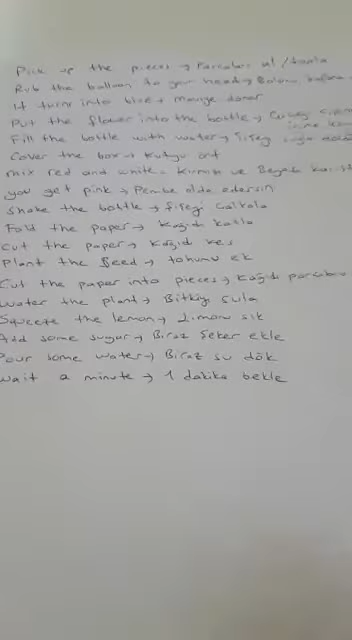 Pick up the pieces → Parçaları al / topla
Rub the balloon to your head → Balonu
It turns into blue → maviye döner
Put the flower into the bottle →
Fill the bottle with water → şişeyi suyla
Cover the box → Kutuyu ört
mix red and white → Kırmızı ve Beyazı
you get pink → Pembe elde edersin
Shake the bottle → şişeyi çalkala
Fold the paper → Kağıdı katla
Cut the paper → kağıdı kes
Plant the seed → tohumu ek
Cut the paper into pieces → Kağıdı
Water the plant → Bitkiyi sula
Squeeze the lemon → Limon sık
Add some sugar → Biraz Şeker ekle
Pour some water → Biraz su dök
wait a minute → 1 dakika bekle